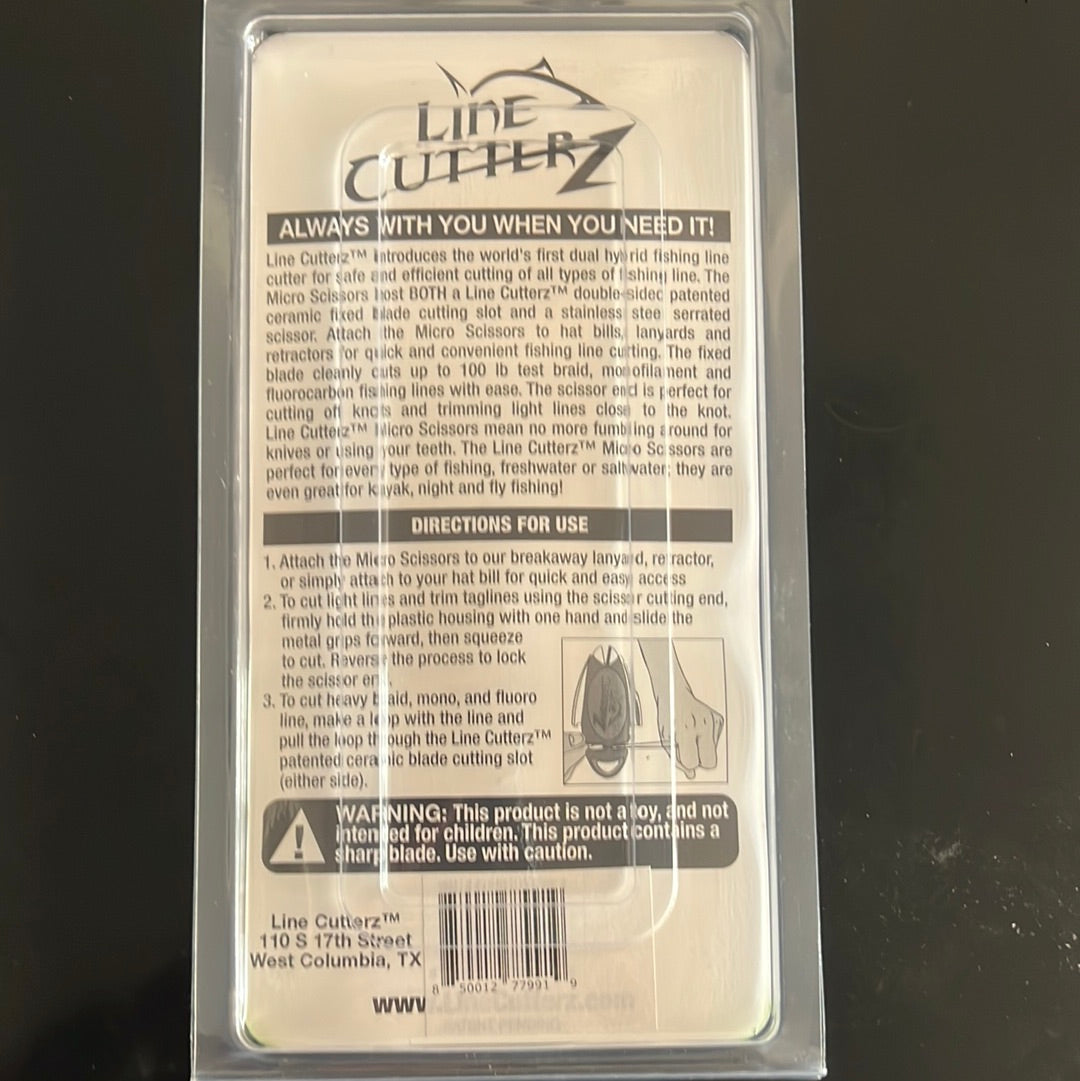 LINE
CUTTERZ
ALWAYS WITH YOU WHEN YOU NEED IT!
Line Cutterz™ introduces the world's first dual hybrid fishing line
cutter for safe and efficient cutting of all types of fishing line. The
Micro Scissors host BOTH a Line Cutterz™ double-sided patented
ceramic fixed blade cutting slot and a stainless steel serrated
scissor. Attach the Micro Scissors to hat bills, lanyards and
retractors for quick and convenient fishing line cutting. The fixed
blade cleanly cuts up to 100 lb test braid, monofilament and
fluorocarbon fishing lines with ease. The scissor end is perfect for
cutting off knots and trimming light lines close to the knot.
Line Cutterz™ Micro Scissors mean no more fumbling around for
knives or using your teeth. The Line Cutterz™ Micro Scissors are
perfect for every type of fishing, freshwater or saltwater; they are
even great for kayak, night and fly fishing!
DIRECTIONS FOR USE
1. Attach the Micro Scissors to our breakaway lanyard, retractor,
or simply attach to your hat bill for quick and easy access
2. To cut light lines and trim taglines using the scissor cutting end,
firmly hold the plastic housing with one hand and slide the
metal grips forward, then squeeze
to cut. Reverse the process to lock
the scissor end.
3. To cut heavy braid, mono, and fluoro
line, make a loop with the line and
pull the loop through the Line Cutterz™
patented ceramic blade cutting slot
(either side).
WARNING: This product is not a toy, and not
intended for children. This product contains a
sharp blade. Use with caution.
Line Cutterz™
110 S 17th Street
West Columbia, TX
8 50012 77991 9
www.LineCutterz.com
PATENT PENDING